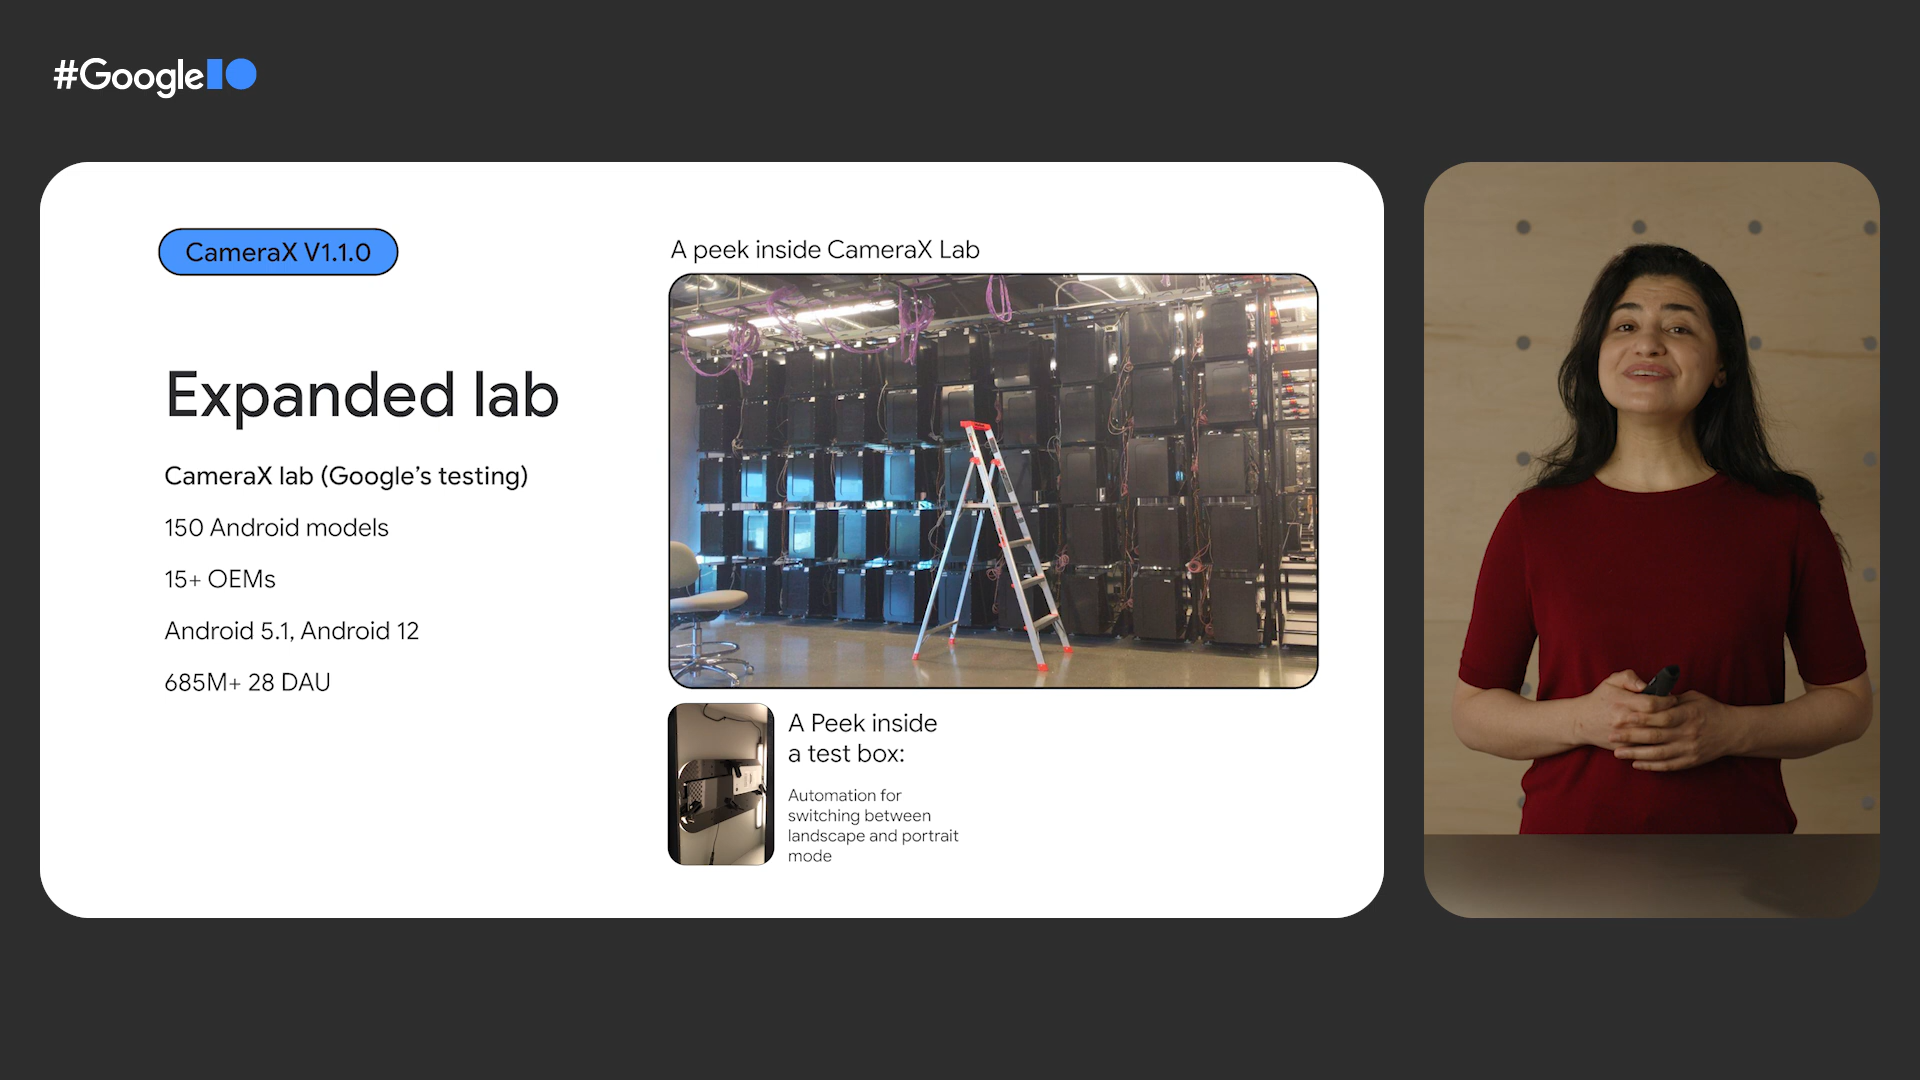 #GoogleIO
CameraX V1.1.0
Expanded lab
CameraX lab (Google's testing)
150 Android models
15+ OEMs
Android 5.1, Android 12
685M+ 28 DAU
A peek inside CameraX Lab
A Peek inside
a test box:
Automation for
switching between
landscape and portrait
mode